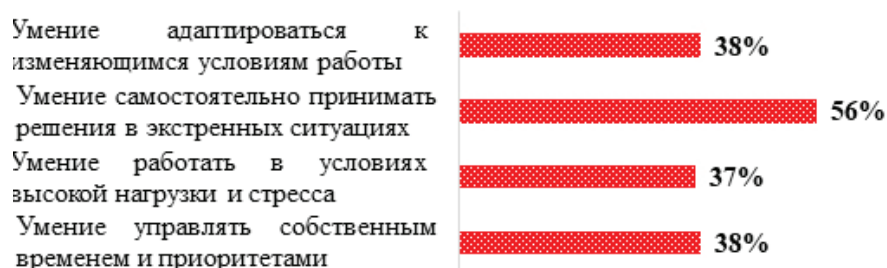 Умение адаптироваться к
изменяющимся условиям работы
38%
Умение самостоятельно принимать
решения в экстренных ситуациях
56%
Умение работать в условиях
высокой нагрузки и стресса
37%
Умение управлять собственным
временем и приоритетами
38%